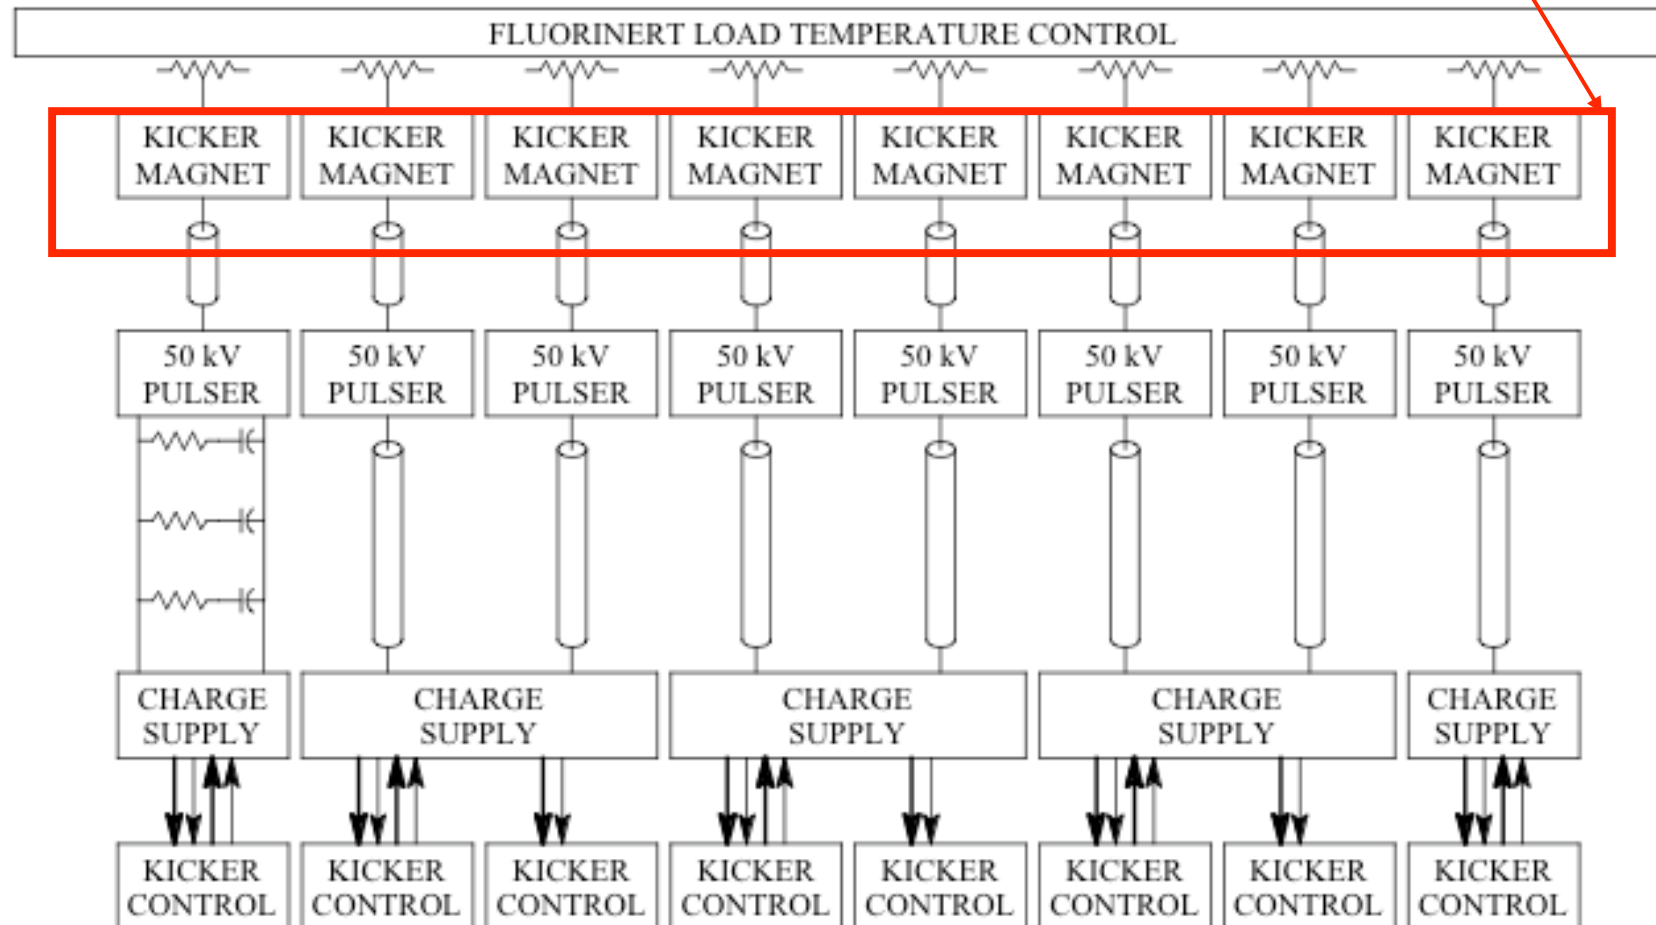 FLUORINERT LOAD TEMPERATURE CONTROL
KICKER KICKER KICKER KICKER KICKER KICKER KICKER KICKER
MAGNET MAGNET MAGNET MAGNET MAGNET MAGNET MAGNET MAGNET
50 kV 50 kV 50 kV 50 kV 50 kV 50 kV 50 kV 50 kV
PULSER PULSER PULSER PULSER PULSER PULSER PULSER PULSER
CHARGE CHARGE CHARGE CHARGE CHARGE
SUPPLY SUPPLY SUPPLY SUPPLY SUPPLY
KICKER KICKER KICKER KICKER KICKER KICKER KICKER KICKER
CONTROL CONTROL CONTROL CONTROL CONTROL CONTROL CONTROL CONTROL